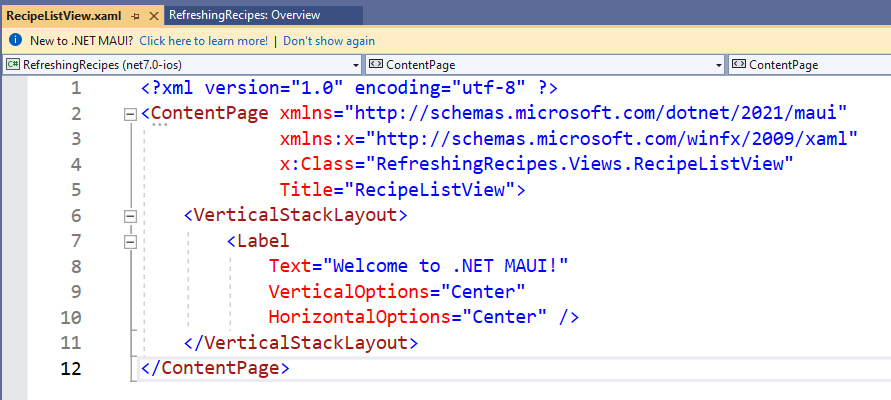 RecipeListView.xaml RefreshingRecipes: Overview
New to .NET MAUI? Click here to learn more! | Don't show again
C# RefreshingRecipes (net7.0-ios) ContentPage ContentPage
1 <?xml version="1.0" encoding="utf-8" ?>
2 <ContentPage xmlns="http://schemas.microsoft.com/dotnet/2021/maui"
3 xmlns:x="http://schemas.microsoft.com/winfx/2009/xaml"
4 x:Class="RefreshingRecipes.Views.RecipeListView"
5 Title="RecipeListView">
6 <VerticalStackLayout>
7 <Label
8 Text="Welcome to .NET MAUI!"
9 VerticalOptions="Center"
10 HorizontalOptions="Center" />
11 </VerticalStackLayout>
12 </ContentPage>